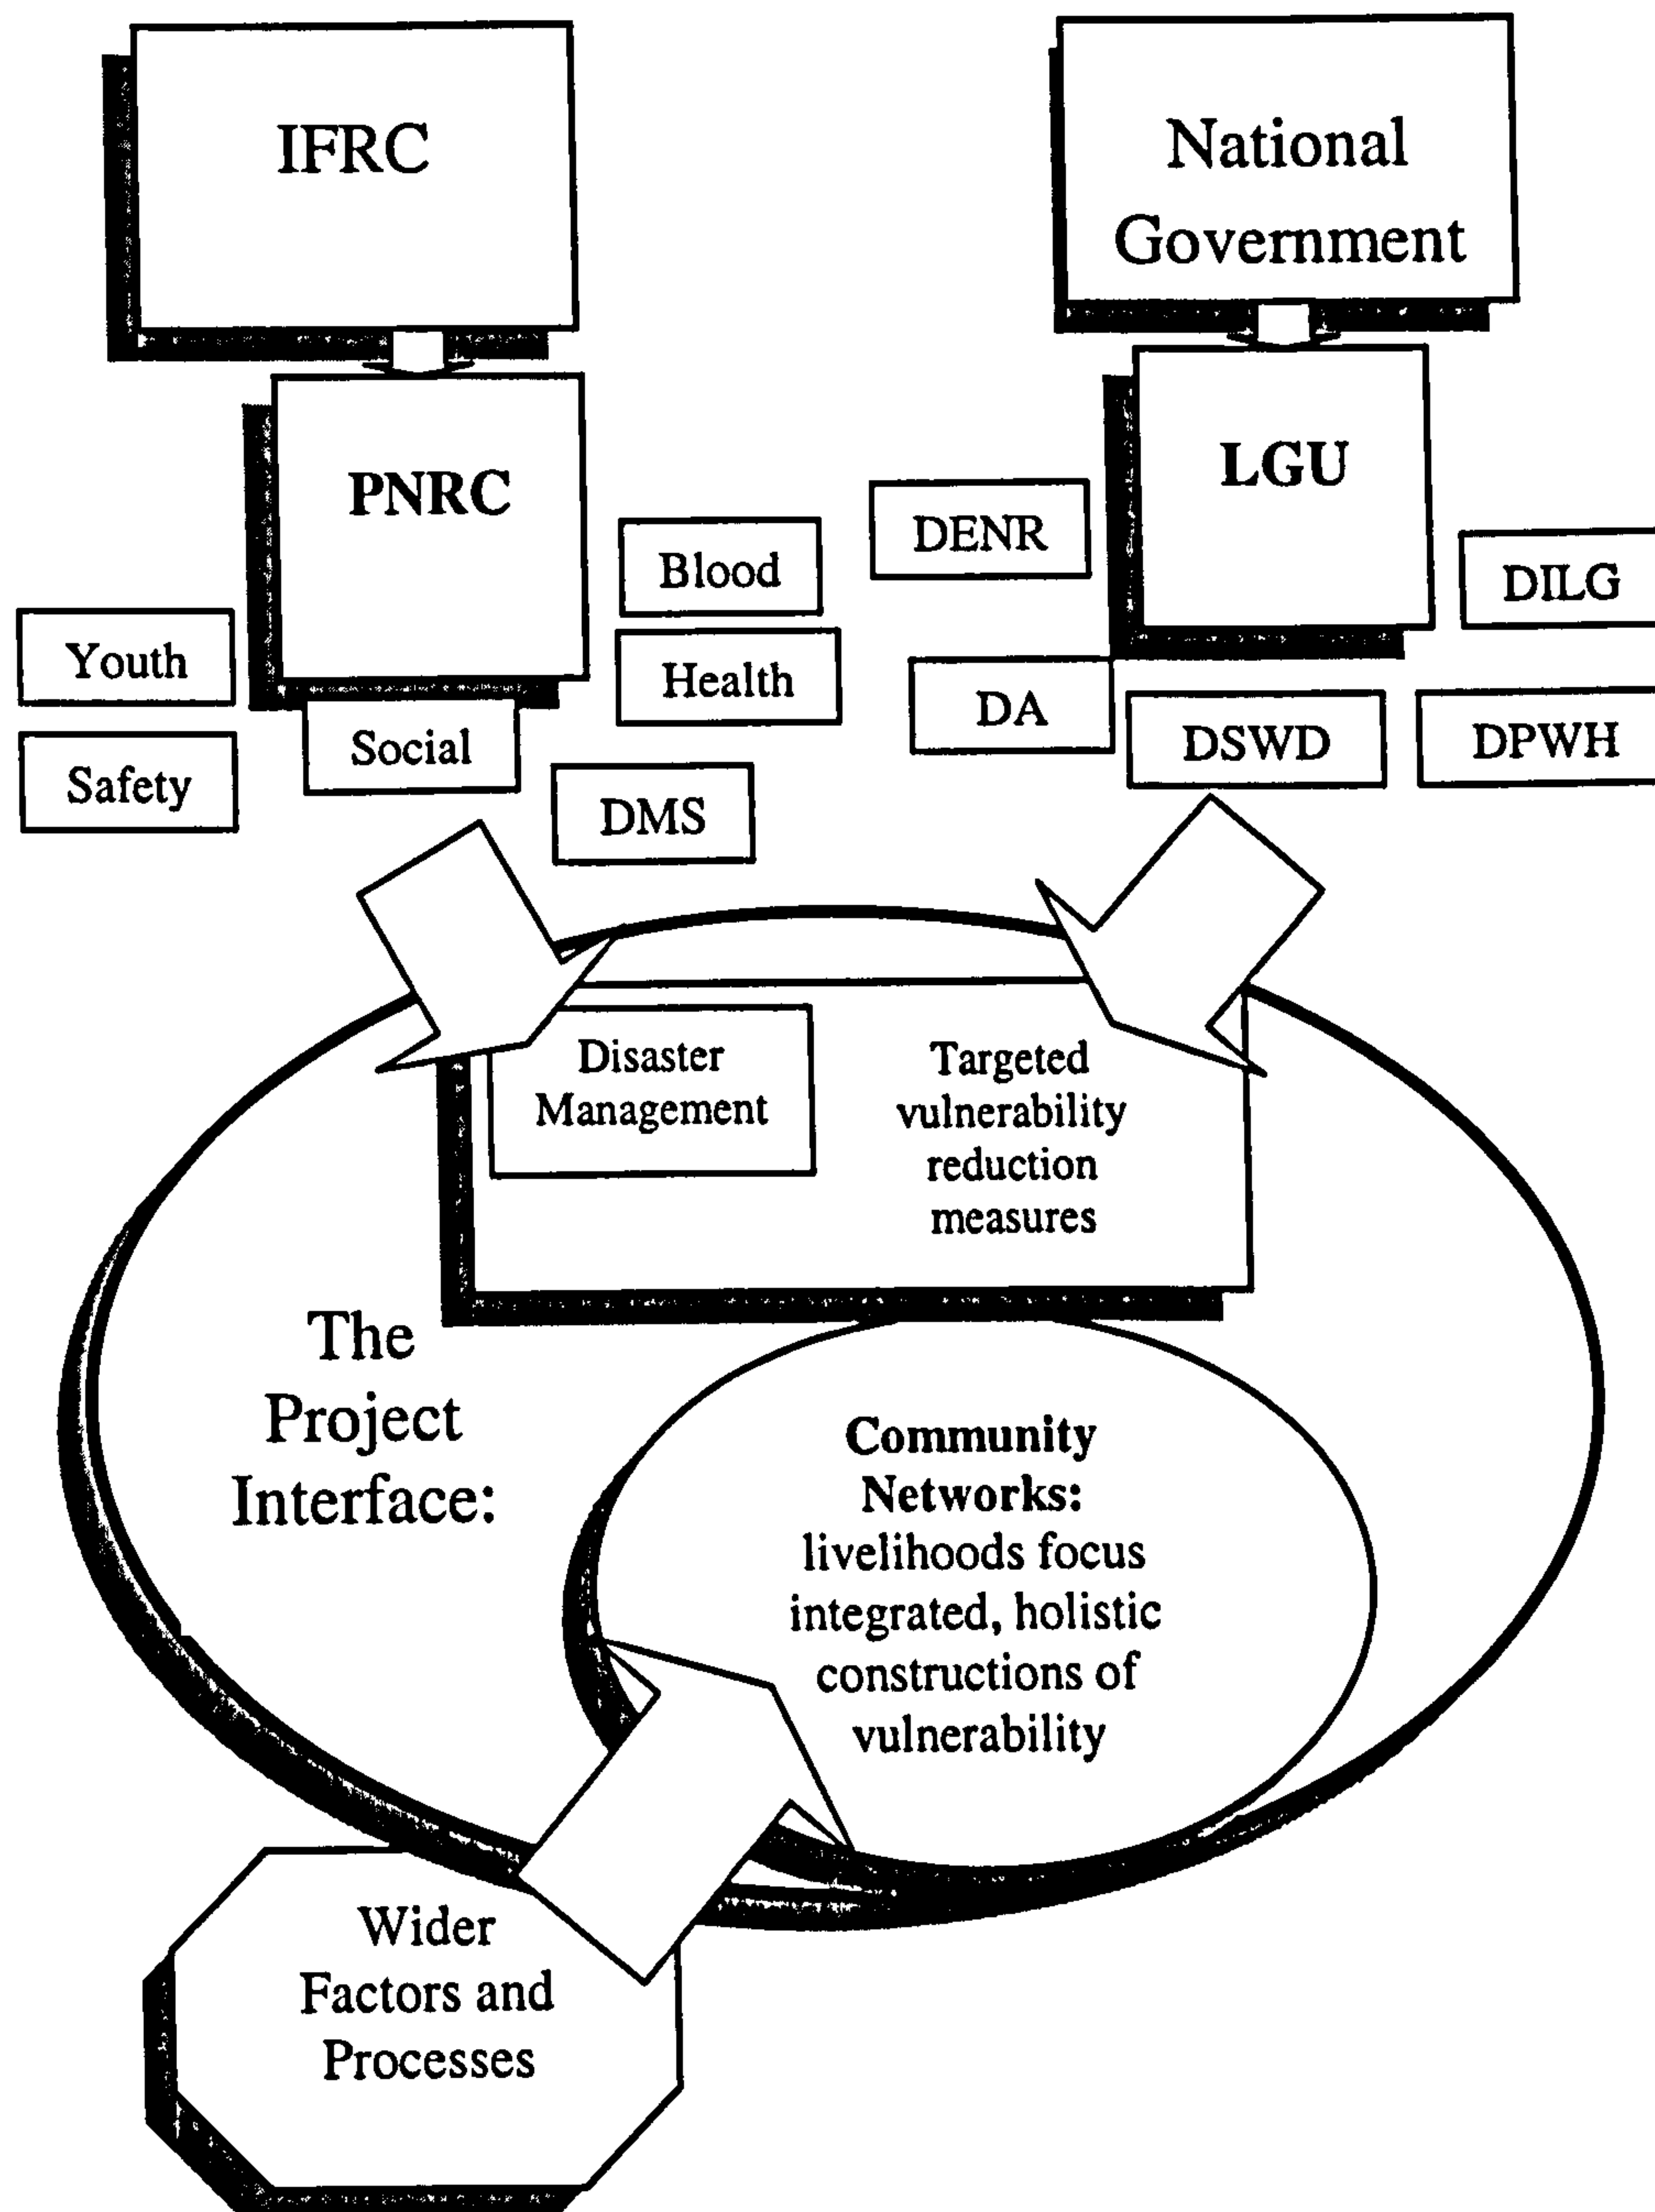 IFRC
National
Government
PNRC
LGU
Blood
DENR
DILG
Youth
Health
DA
Social
DSWD
DPWH
Safety
DMS
Disaster
Management
Targeted
vulnerability
reduction
measures
The
Project
Interface:
Community
Networks:
livelihoods focus
integrated, holistic
constructions of
vulnerability
Wider
Factors and
Processes